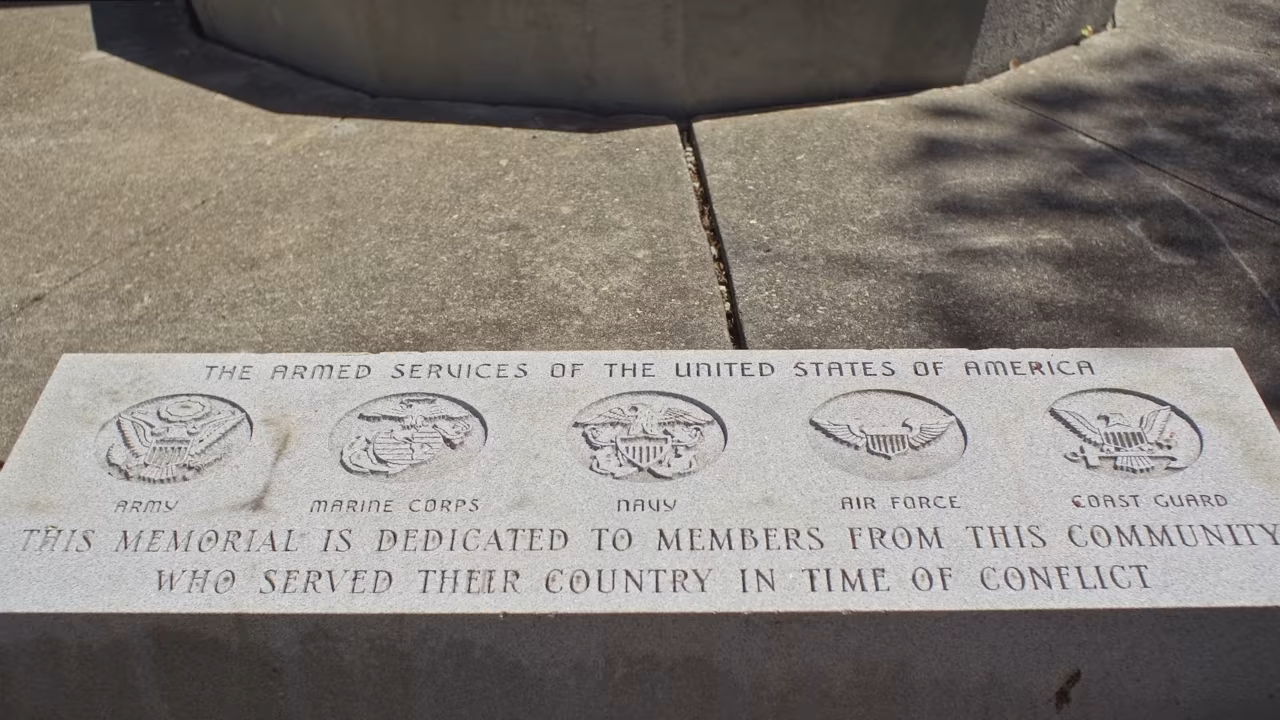 THE ARMED SERVICES OF THE UNITED STATES OF AMERICA
ARMY MARINE CORPS NAVY AIR FORCE COAST GUARD
THIS MEMORIAL IS DEDICATED TO MEMBERS FROM THIS COMMUNITY
WHO SERVED THEIR COUNTRY IN TIME OF CONFLICT